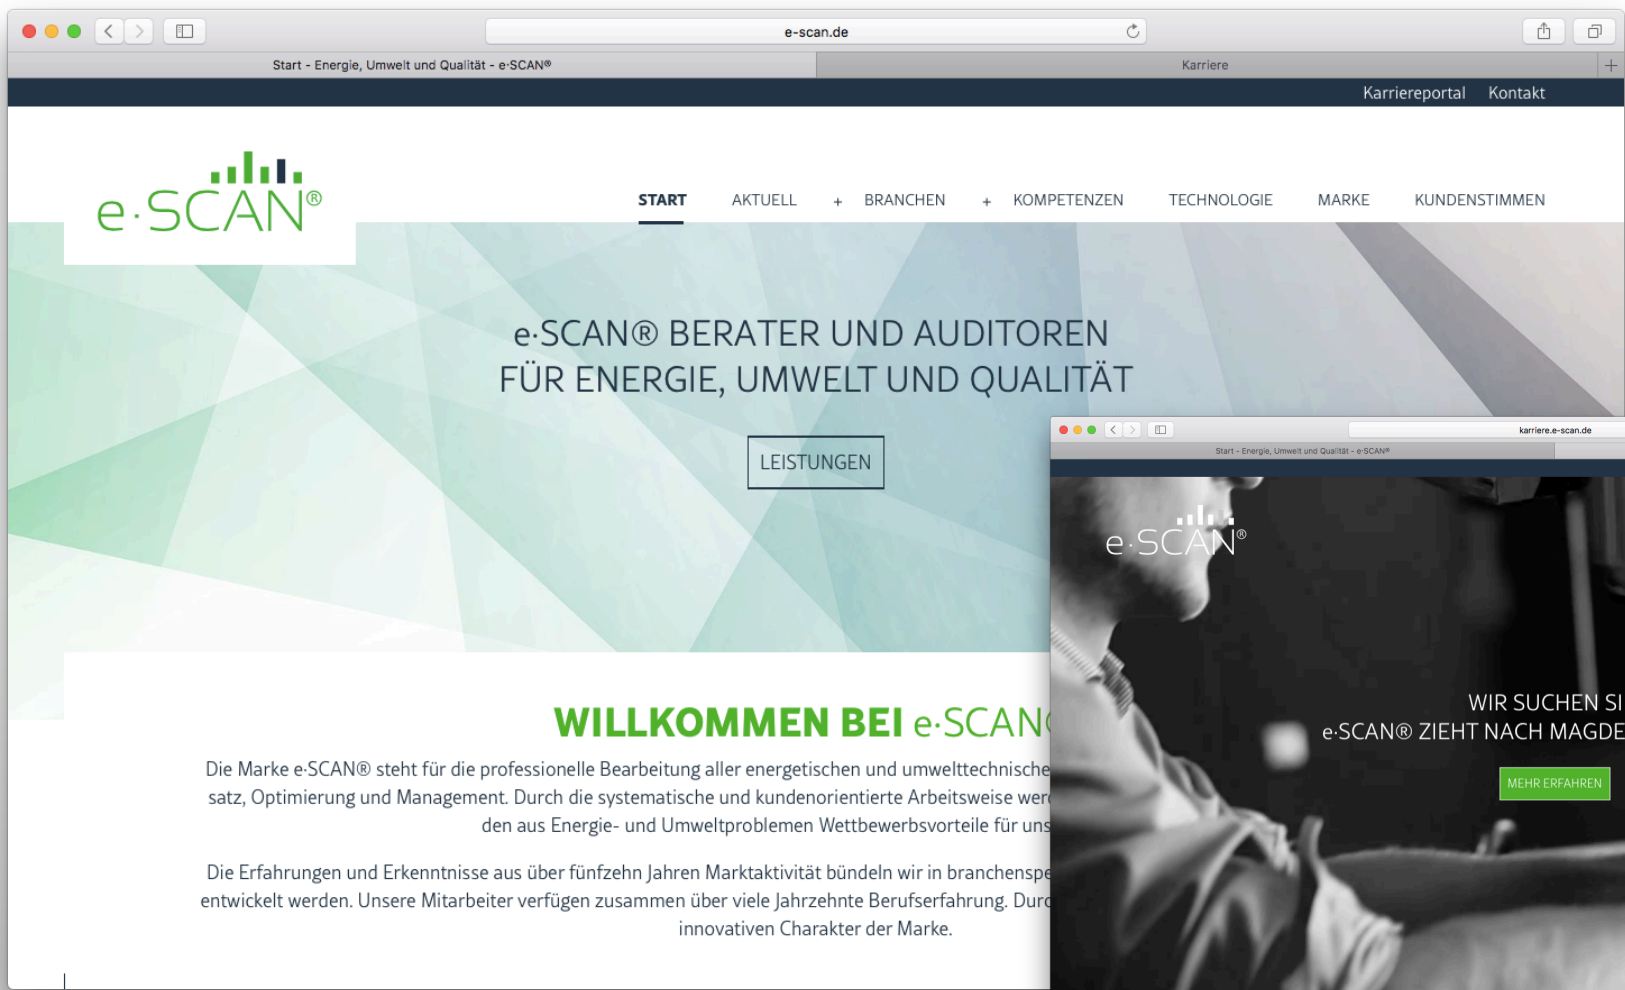 e-scan.de
Start - Energie, Umwelt und Qualität - e·SCAN®
Karriere
Karriereportal Kontakt
e·SCAN®
START AKTUELL + BRANCHEN + KOMPETENZEN TECHNOLOGIE MARKE KUNDENSTIMMEN
e·SCAN® BERATER UND AUDITOREN
FÜR ENERGIE, UMWELT UND QUALITÄT
LEISTUNGEN
WILLKOMMEN BEI e·SCAN
Die Marke e·SCAN® steht für die professionelle Bearbeitung aller energetischen und umwelttechnische
satz, Optimierung und Management. Durch die systematische und kundenorientierte Arbeitsweise werd
den aus Energie- und Umweltproblemen Wettbewerbsvorteile für uns
Die Erfahrungen und Erkenntnisse aus über fünfzehn Jahren Marktaktivität bündeln wir in branchenspe
entwickelt werden. Unsere Mitarbeiter verfügen zusammen über viele Jahrzehnte Berufserfahrung. Durc
innovativen Charakter der Marke.
karriere.e-scan.de
Start - Energie, Umwelt und Qualität - e·SCAN®
e·SCAN®
WIR SUCHEN SI
e·SCAN® ZIEHT NACH MAGDE
MEHR ERFAHREN